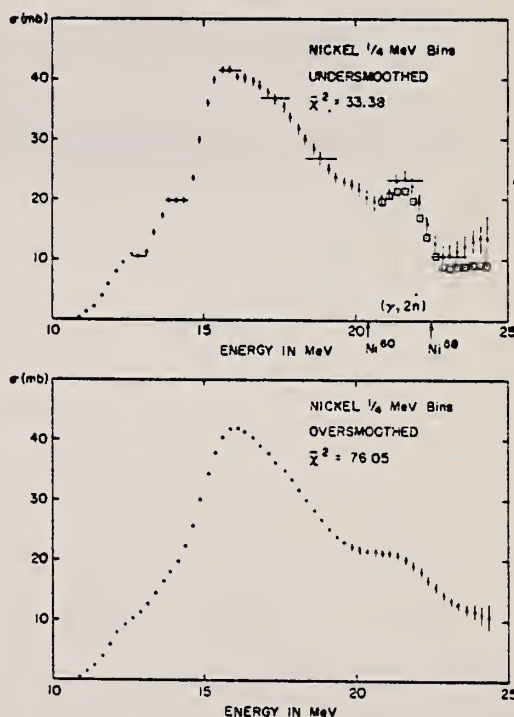 σ(mb)
NICKEL 1/4 MeV Bins
UNDERSMOOTHED
χ̄² = 33.38
40
30
20
10
(γ, 2n)
10 15 20 25
ENERGY IN MeV
Ni⁶⁰ Ni⁵⁸
σ(mb)
NICKEL 1/4 MeV Bins
OVERSMOOTHED
χ̄² = 76.05
40
30
20
10
10 15 20 25
ENERGY IN MeV